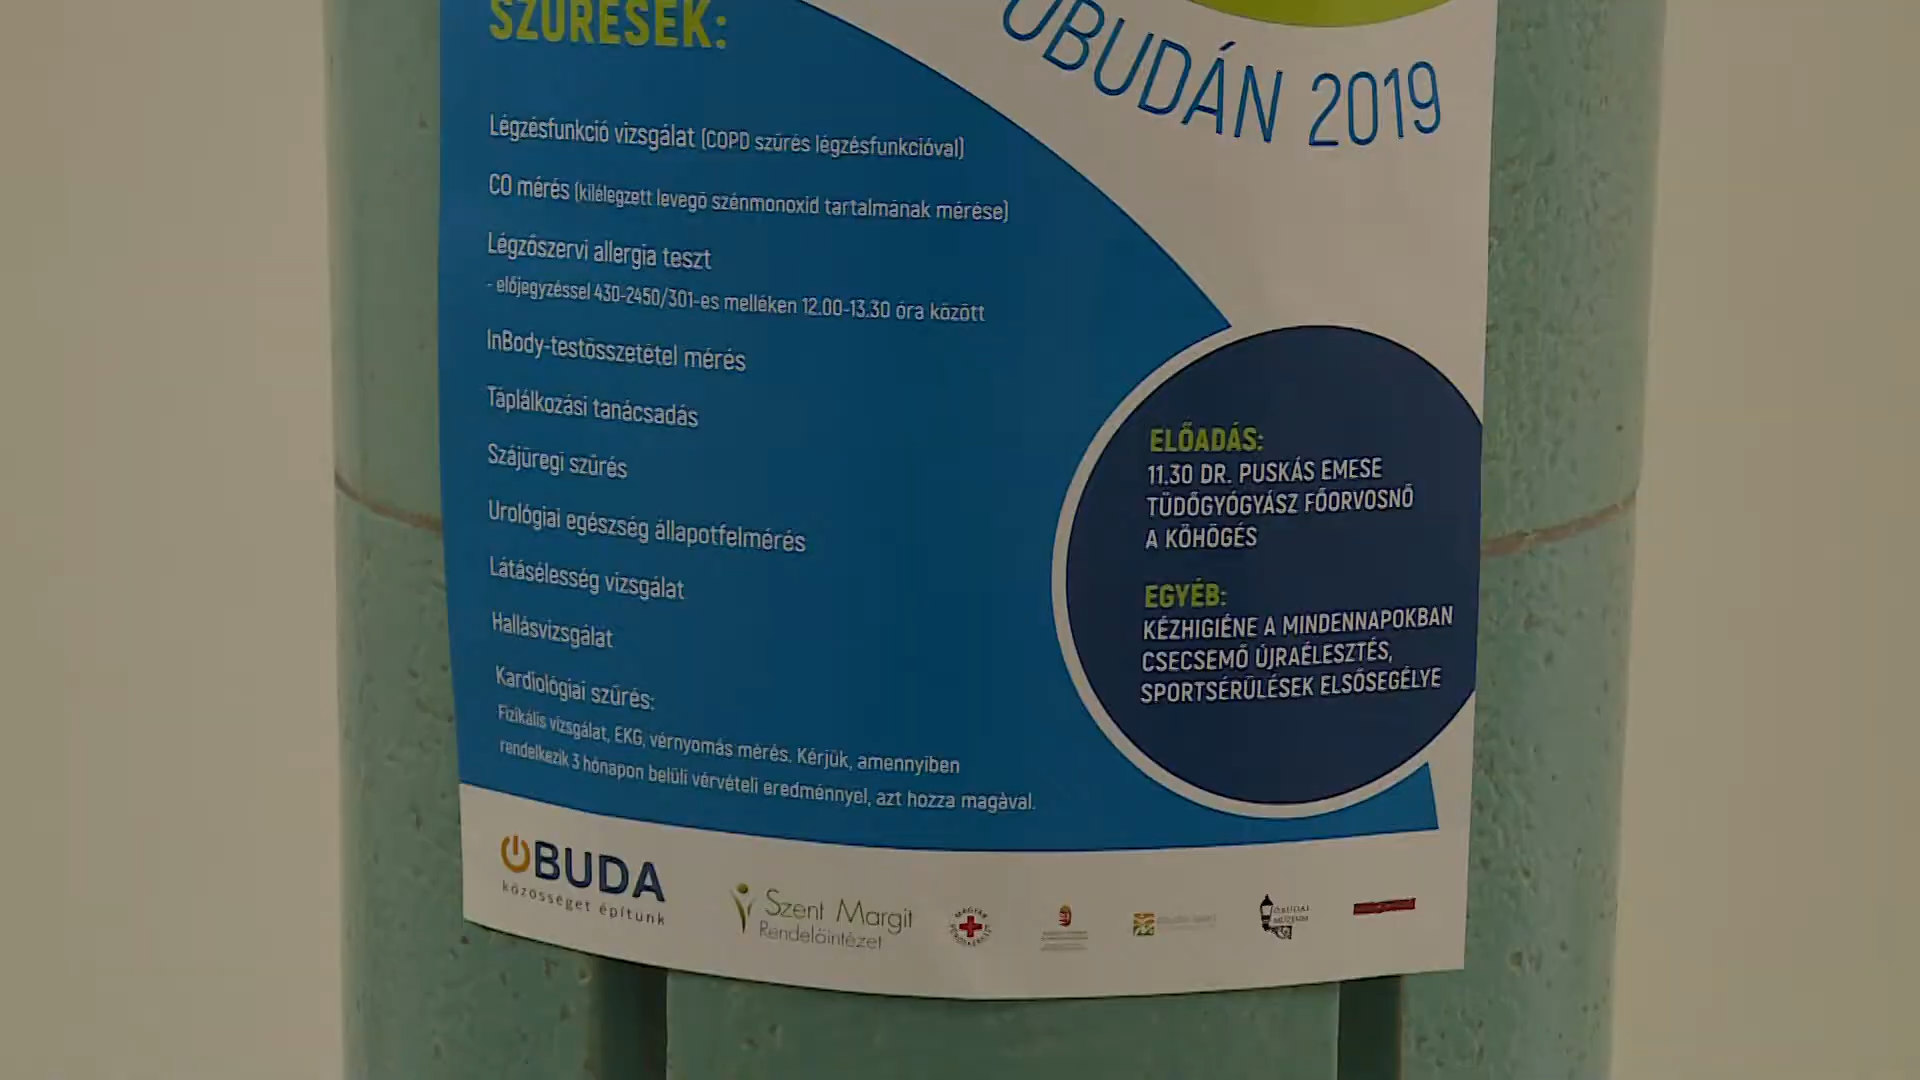 SZŰRÉSEK:
ÓBUDÁN 2019
Légzésfunkció vizsgálat (COPD szűrés légzésfunkcióval)
CO mérés (kilélegzett levegő szénmonoxid tartalmának mérése)
Légzőszervi allergia teszt
- előjegyzéssel 430-2450/301-es melléken 12.00-13.30 óra között
InBody-testösszetétel mérés
Táplálkozási tanácsadás
Szájüregi szűrés
Urológiai egészség állapotfelmérés
Látásélesség vizsgálat
Hallásvizsgálat
Kardiológiai szűrés:
Fizikális vizsgálat, EKG, vérnyomás mérés. Kérjük, amennyiben
rendelkezik 3 hónapon belüli vérvételi eredménnyel, azt hozza magával.
ELŐADÁS:
11.30 DR. PUSKÁS EMESE
TÜDŐGYÓGYÁSZ FŐORVOSNŐ
A KÖHÖGÉS
EGYÉB:
KÉZHIGIÉNE A MINDENNAPOKBAN
CSECSEMŐ ÚJRAÉLESZTÉS,
SPORTSÉRÜLÉSEK ELSŐSEGÉLYE
ÓBUDA
közösséget építünk
Szent Margit
Rendelőintézet
MAGYAR
VÖRÖSKERESZT
ÓBUDAI
MÚZEUM